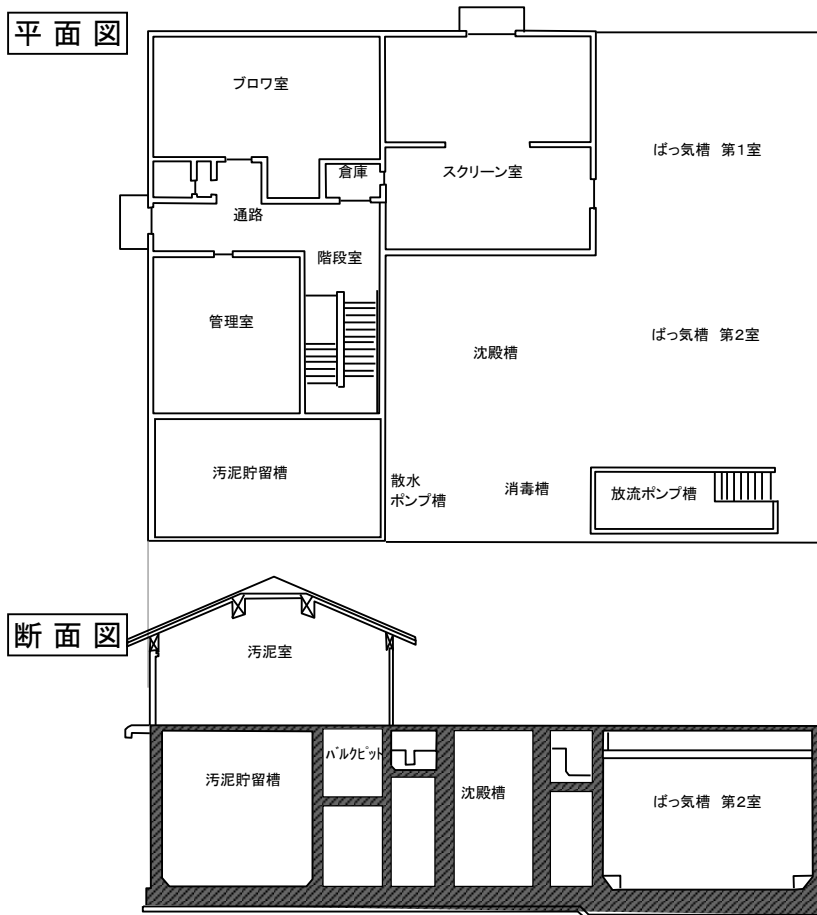 平面図
ブロワ室
ばっ気槽 第1室
倉庫
スクリーン室
通路
階段室
管理室
ばっ気槽 第2室
沈殿槽
汚泥貯留槽
散水
ポンプ槽
消毒槽
放流ポンプ槽
断面図
汚泥室
バルクピット
汚泥貯留槽
沈殿槽
ばっ気槽 第2室